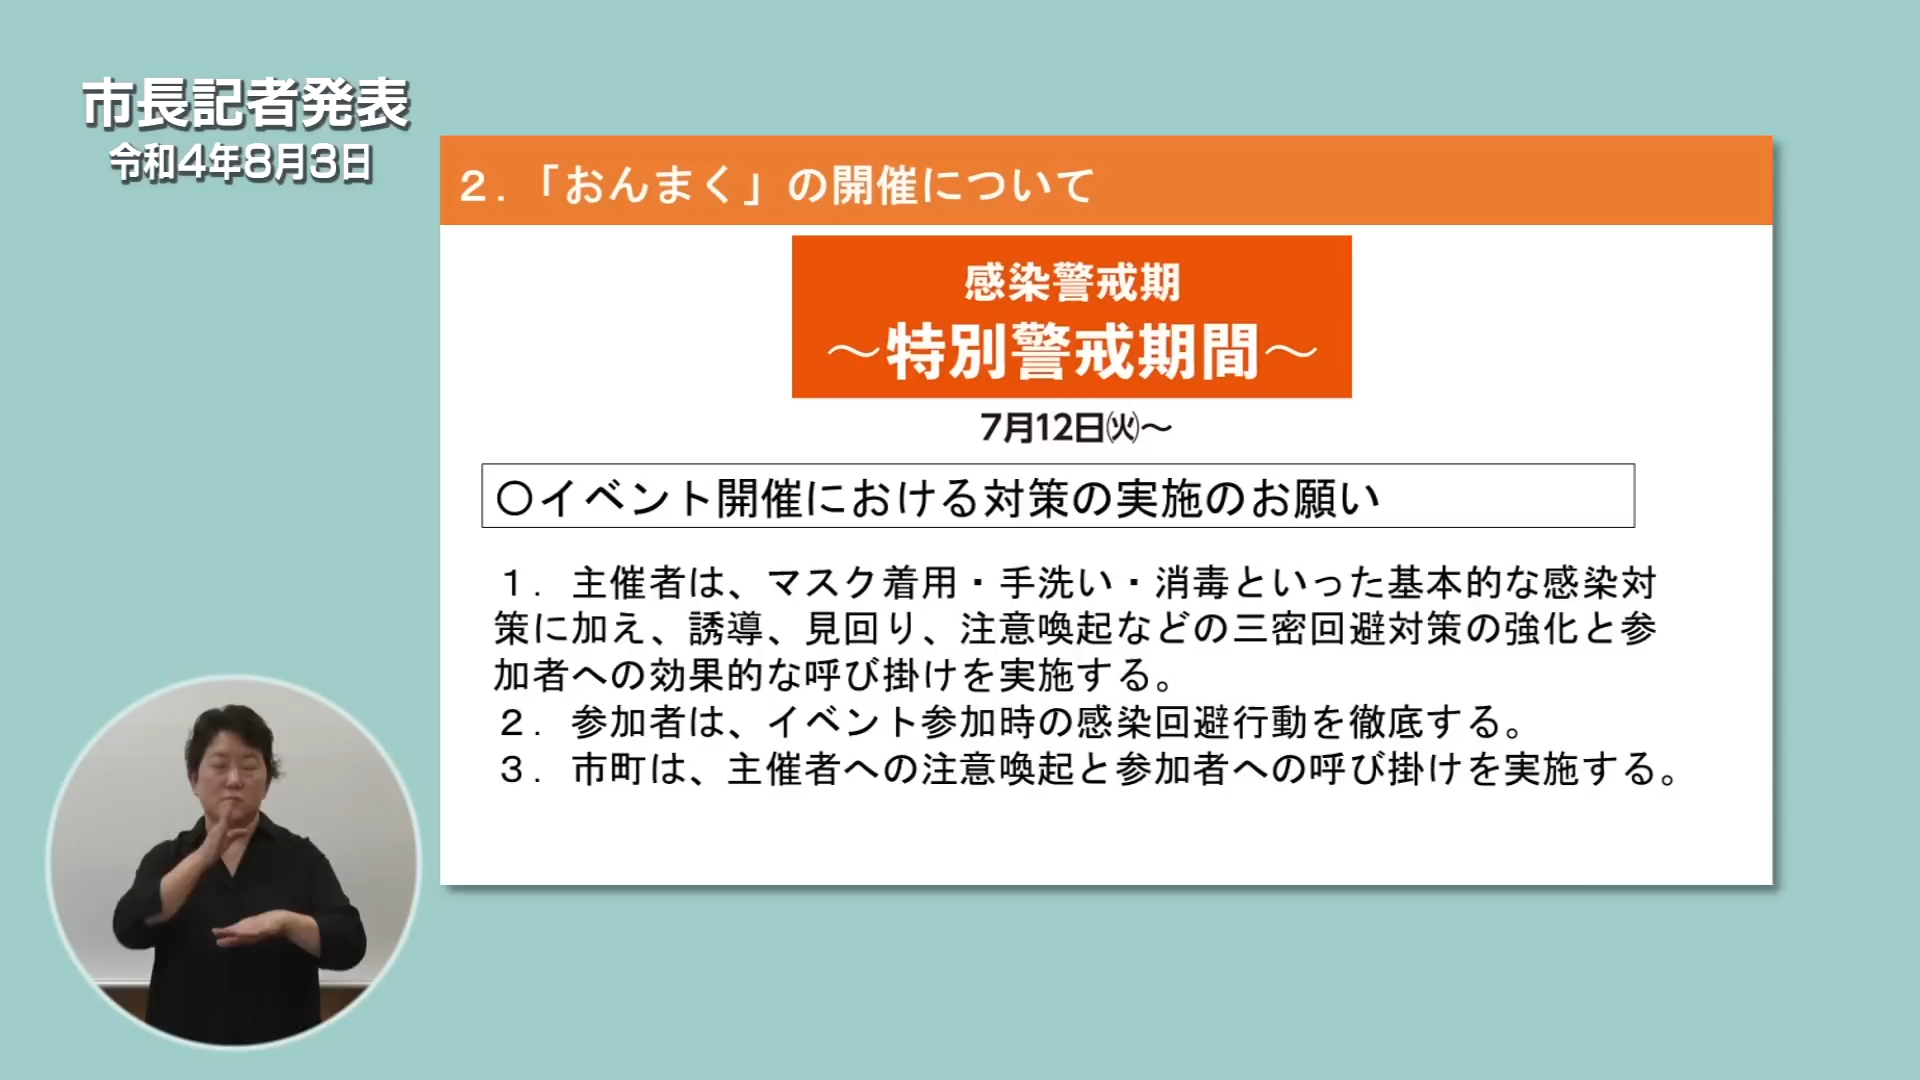 市長記者発表
令和4年8月3日
２．「おんまく」の開催について
感染警戒期
～特別警戒期間～
7月12日㈫～
〇イベント開催における対策の実施のお願い
１．主催者は、マスク着用・手洗い・消毒といった基本的な感染対
策に加え、誘導、見回り、注意喚起などの三密回避対策の強化と参
加者への効果的な呼び掛けを実施する。
２．参加者は、イベント参加時の感染回避行動を徹底する。
３．市町は、主催者への注意喚起と参加者への呼び掛けを実施する。